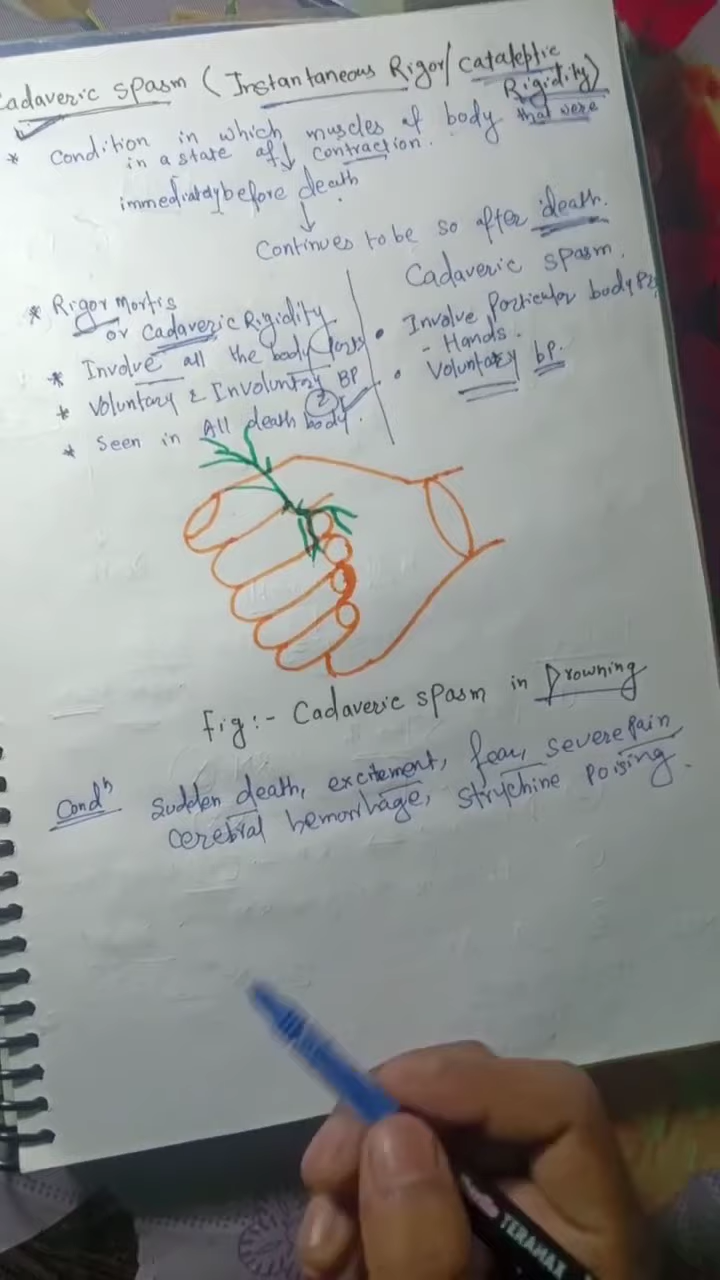 Cadaveric spasm (Instantaneous Rigor/Cataleptic
Rigidity)
* Condition in which muscles of body that were
in a state of contraction.
immediately before death
Continues to be so after death.
Cadaveric spasm.
* Rigor Mortis
or Cadaveric Rigidity.
• Involve Particular body
- Hands.
* Involve all the body
• Voluntary bp.
* Voluntary & Involuntary BP
* Seen in All death body.
Fig:- Cadaveric spasm in Drowning
Condⁿ Sudden death, excitement, fear, severe pain
cerebral hemorrhage, strychine poising.
TERAMAX